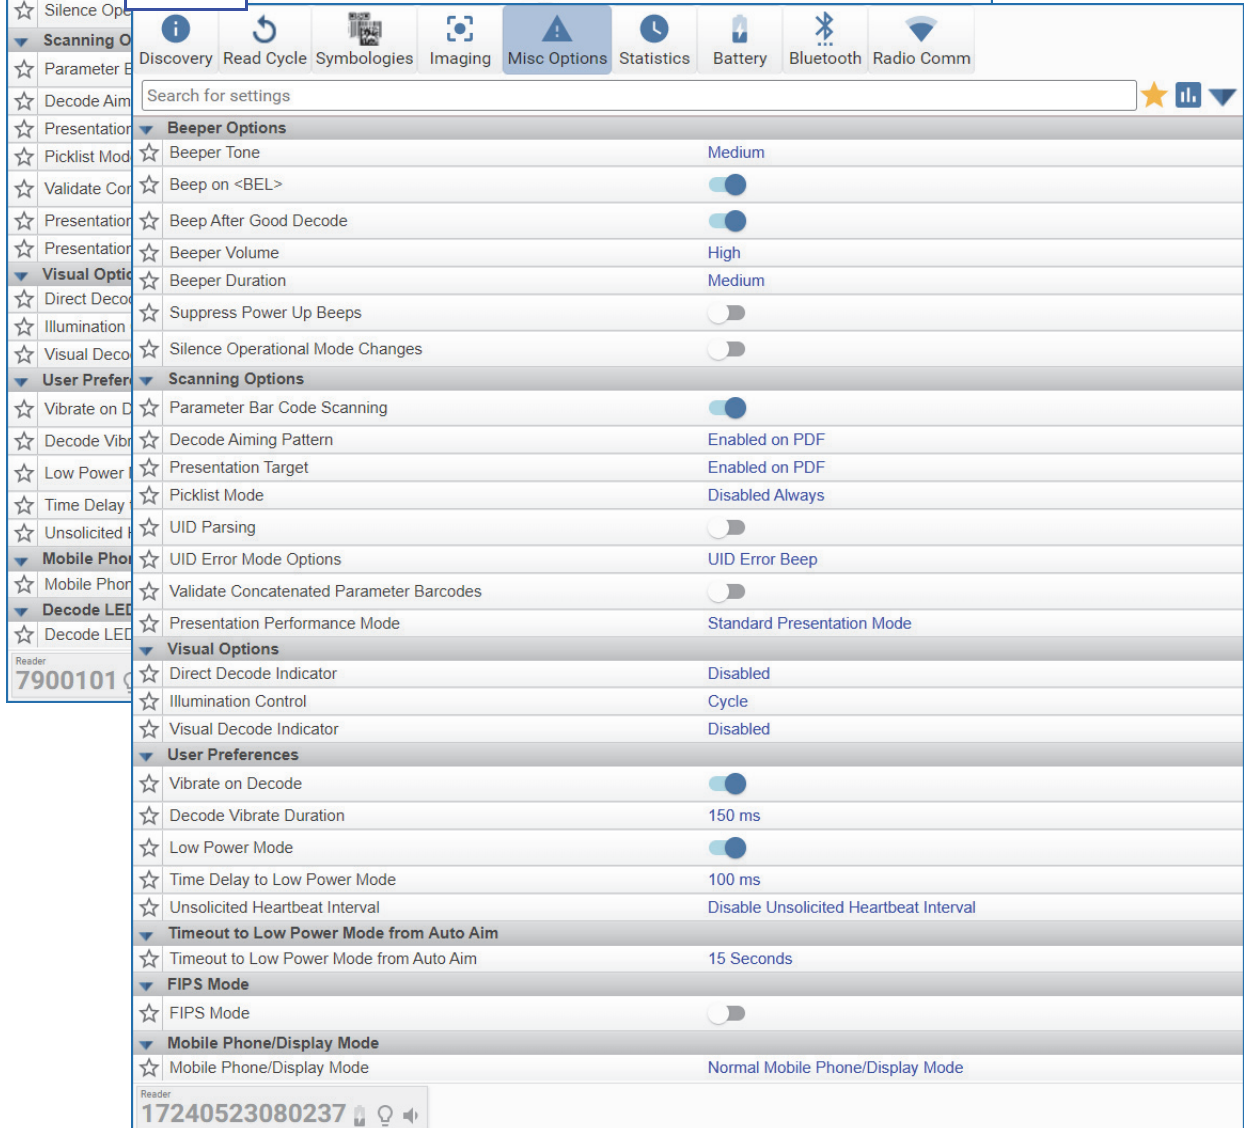 Silence Ope
Scanning O
Parameter B
Decode Aim
Presentation
Picklist Mod
Validate Con
Presentation
Presentation
Visual Optio
Direct Deco
Illumination
Visual Deco
User Prefer
Vibrate on D
Decode Vibr
Low Power
Time Delay
Unsolicited
Mobile Phon
Mobile Phon
Decode LED
Decode LED
Reader
7900101
Discovery Read Cycle Symbologies Imaging Misc Options Statistics Battery Bluetooth Radio Comm
Search for settings
Beeper Options
Beeper Tone Medium
Beep on <BEL>
Beep After Good Decode
Beeper Volume High
Beeper Duration Medium
Suppress Power Up Beeps
Silence Operational Mode Changes
Scanning Options
Parameter Bar Code Scanning
Decode Aiming Pattern Enabled on PDF
Presentation Target Enabled on PDF
Picklist Mode Disabled Always
UID Parsing
UID Error Mode Options UID Error Beep
Validate Concatenated Parameter Barcodes
Presentation Performance Mode Standard Presentation Mode
Visual Options
Direct Decode Indicator Disabled
Illumination Control Cycle
Visual Decode Indicator Disabled
User Preferences
Vibrate on Decode
Decode Vibrate Duration 150 ms
Low Power Mode
Time Delay to Low Power Mode 100 ms
Unsolicited Heartbeat Interval Disable Unsolicited Heartbeat Interval
Timeout to Low Power Mode from Auto Aim
Timeout to Low Power Mode from Auto Aim 15 Seconds
FIPS Mode
FIPS Mode
Mobile Phone/Display Mode
Mobile Phone/Display Mode Normal Mobile Phone/Display Mode
Reader
17240523080237